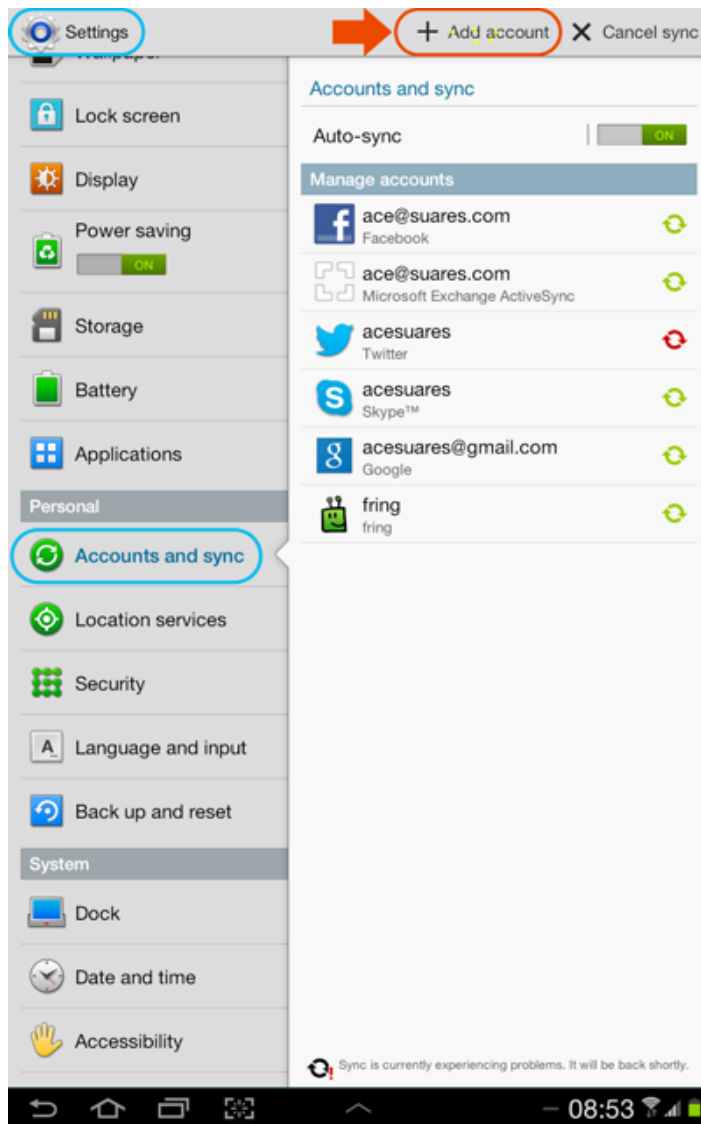 Settings
+ Add account
Cancel sync
Wallpaper
Lock screen
Display
Power saving
ON
Storage
Battery
Applications
Personal
Accounts and sync
Location services
Security
Language and input
Back up and reset
System
Dock
Date and time
Accessibility
Accounts and sync
Auto-sync
ON
Manage accounts
ace@suares.com
Facebook
ace@suares.com
Microsoft Exchange ActiveSync
acesuares
Twitter
acesuares
Skype™
acesuares@gmail.com
Google
fring
fring
Sync is currently experiencing problems. It will be back shortly.
08:53